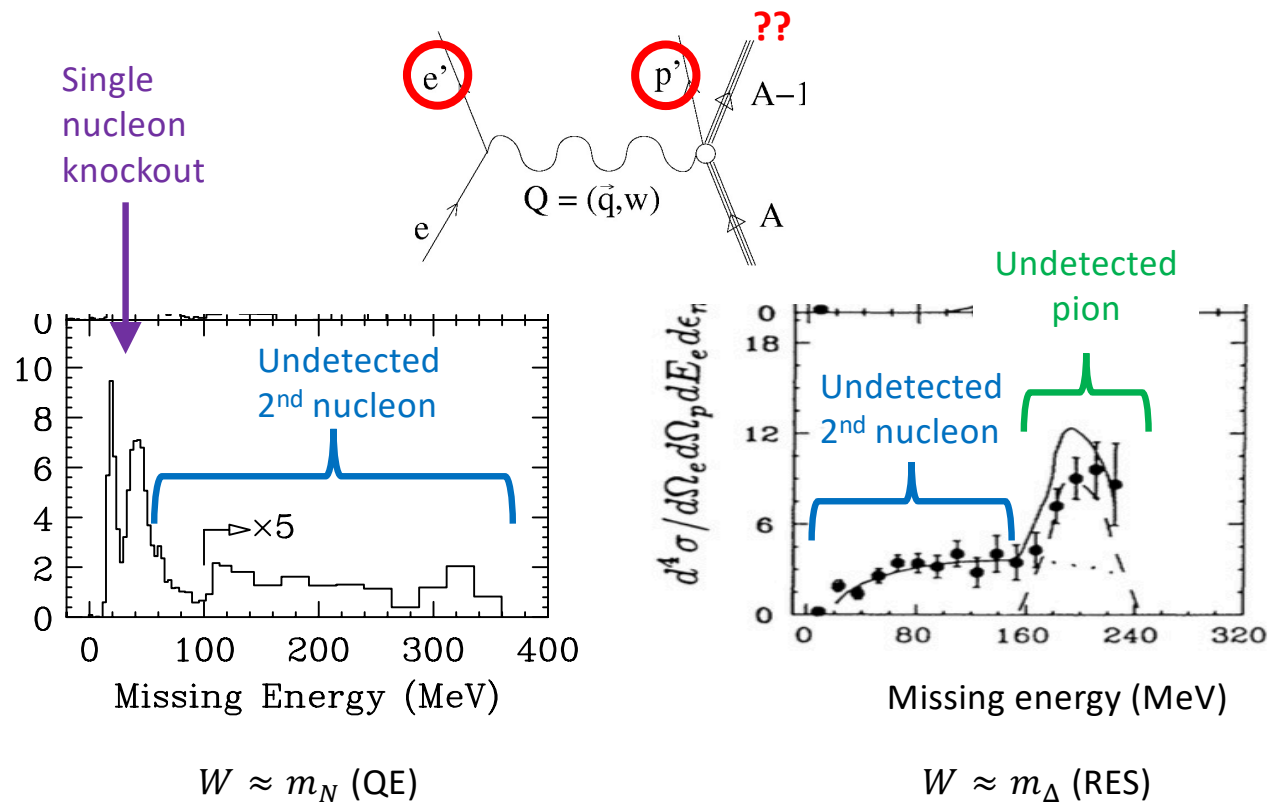 ??
Single
nucleon
knockout
e'
p'
A-1
Q = (q⃗,w)
e
A
Undetected
pion
Undetected
2nd nucleon
Undetected
2nd nucleon
0
10
8
6
4
2
0
×5
0 100 200 300 400
Missing Energy (MeV)
d⁴σ/dΩₑdΩₚdEₑdϵ
0
18
12
6
0
0 80 160 240 320
Missing energy (MeV)
W ≈ m_N (QE)
W ≈ m_Δ (RES)